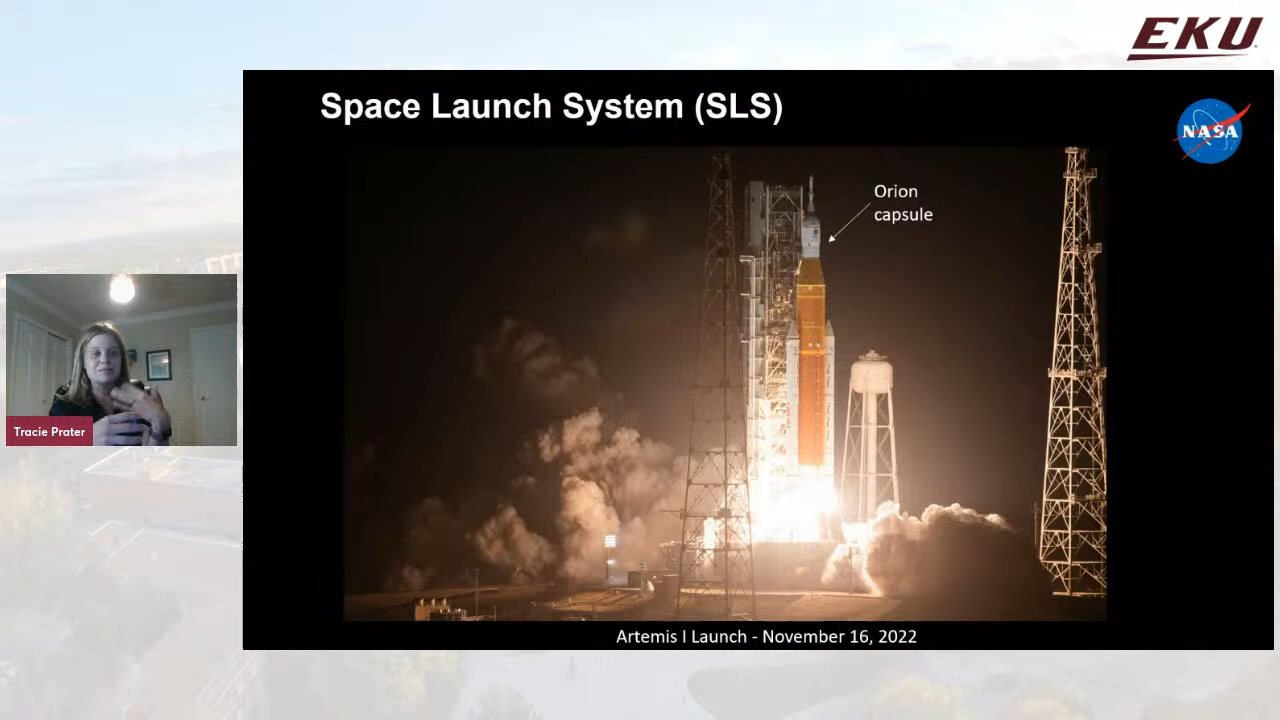 EKU
Space Launch System (SLS)
NASA
Orion
capsule
Tracie Prater
Artemis I Launch - November 16, 2022